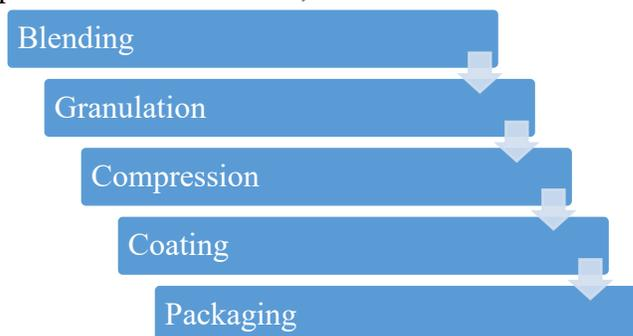 Blending
Granulation
Compression
Coating
Packaging